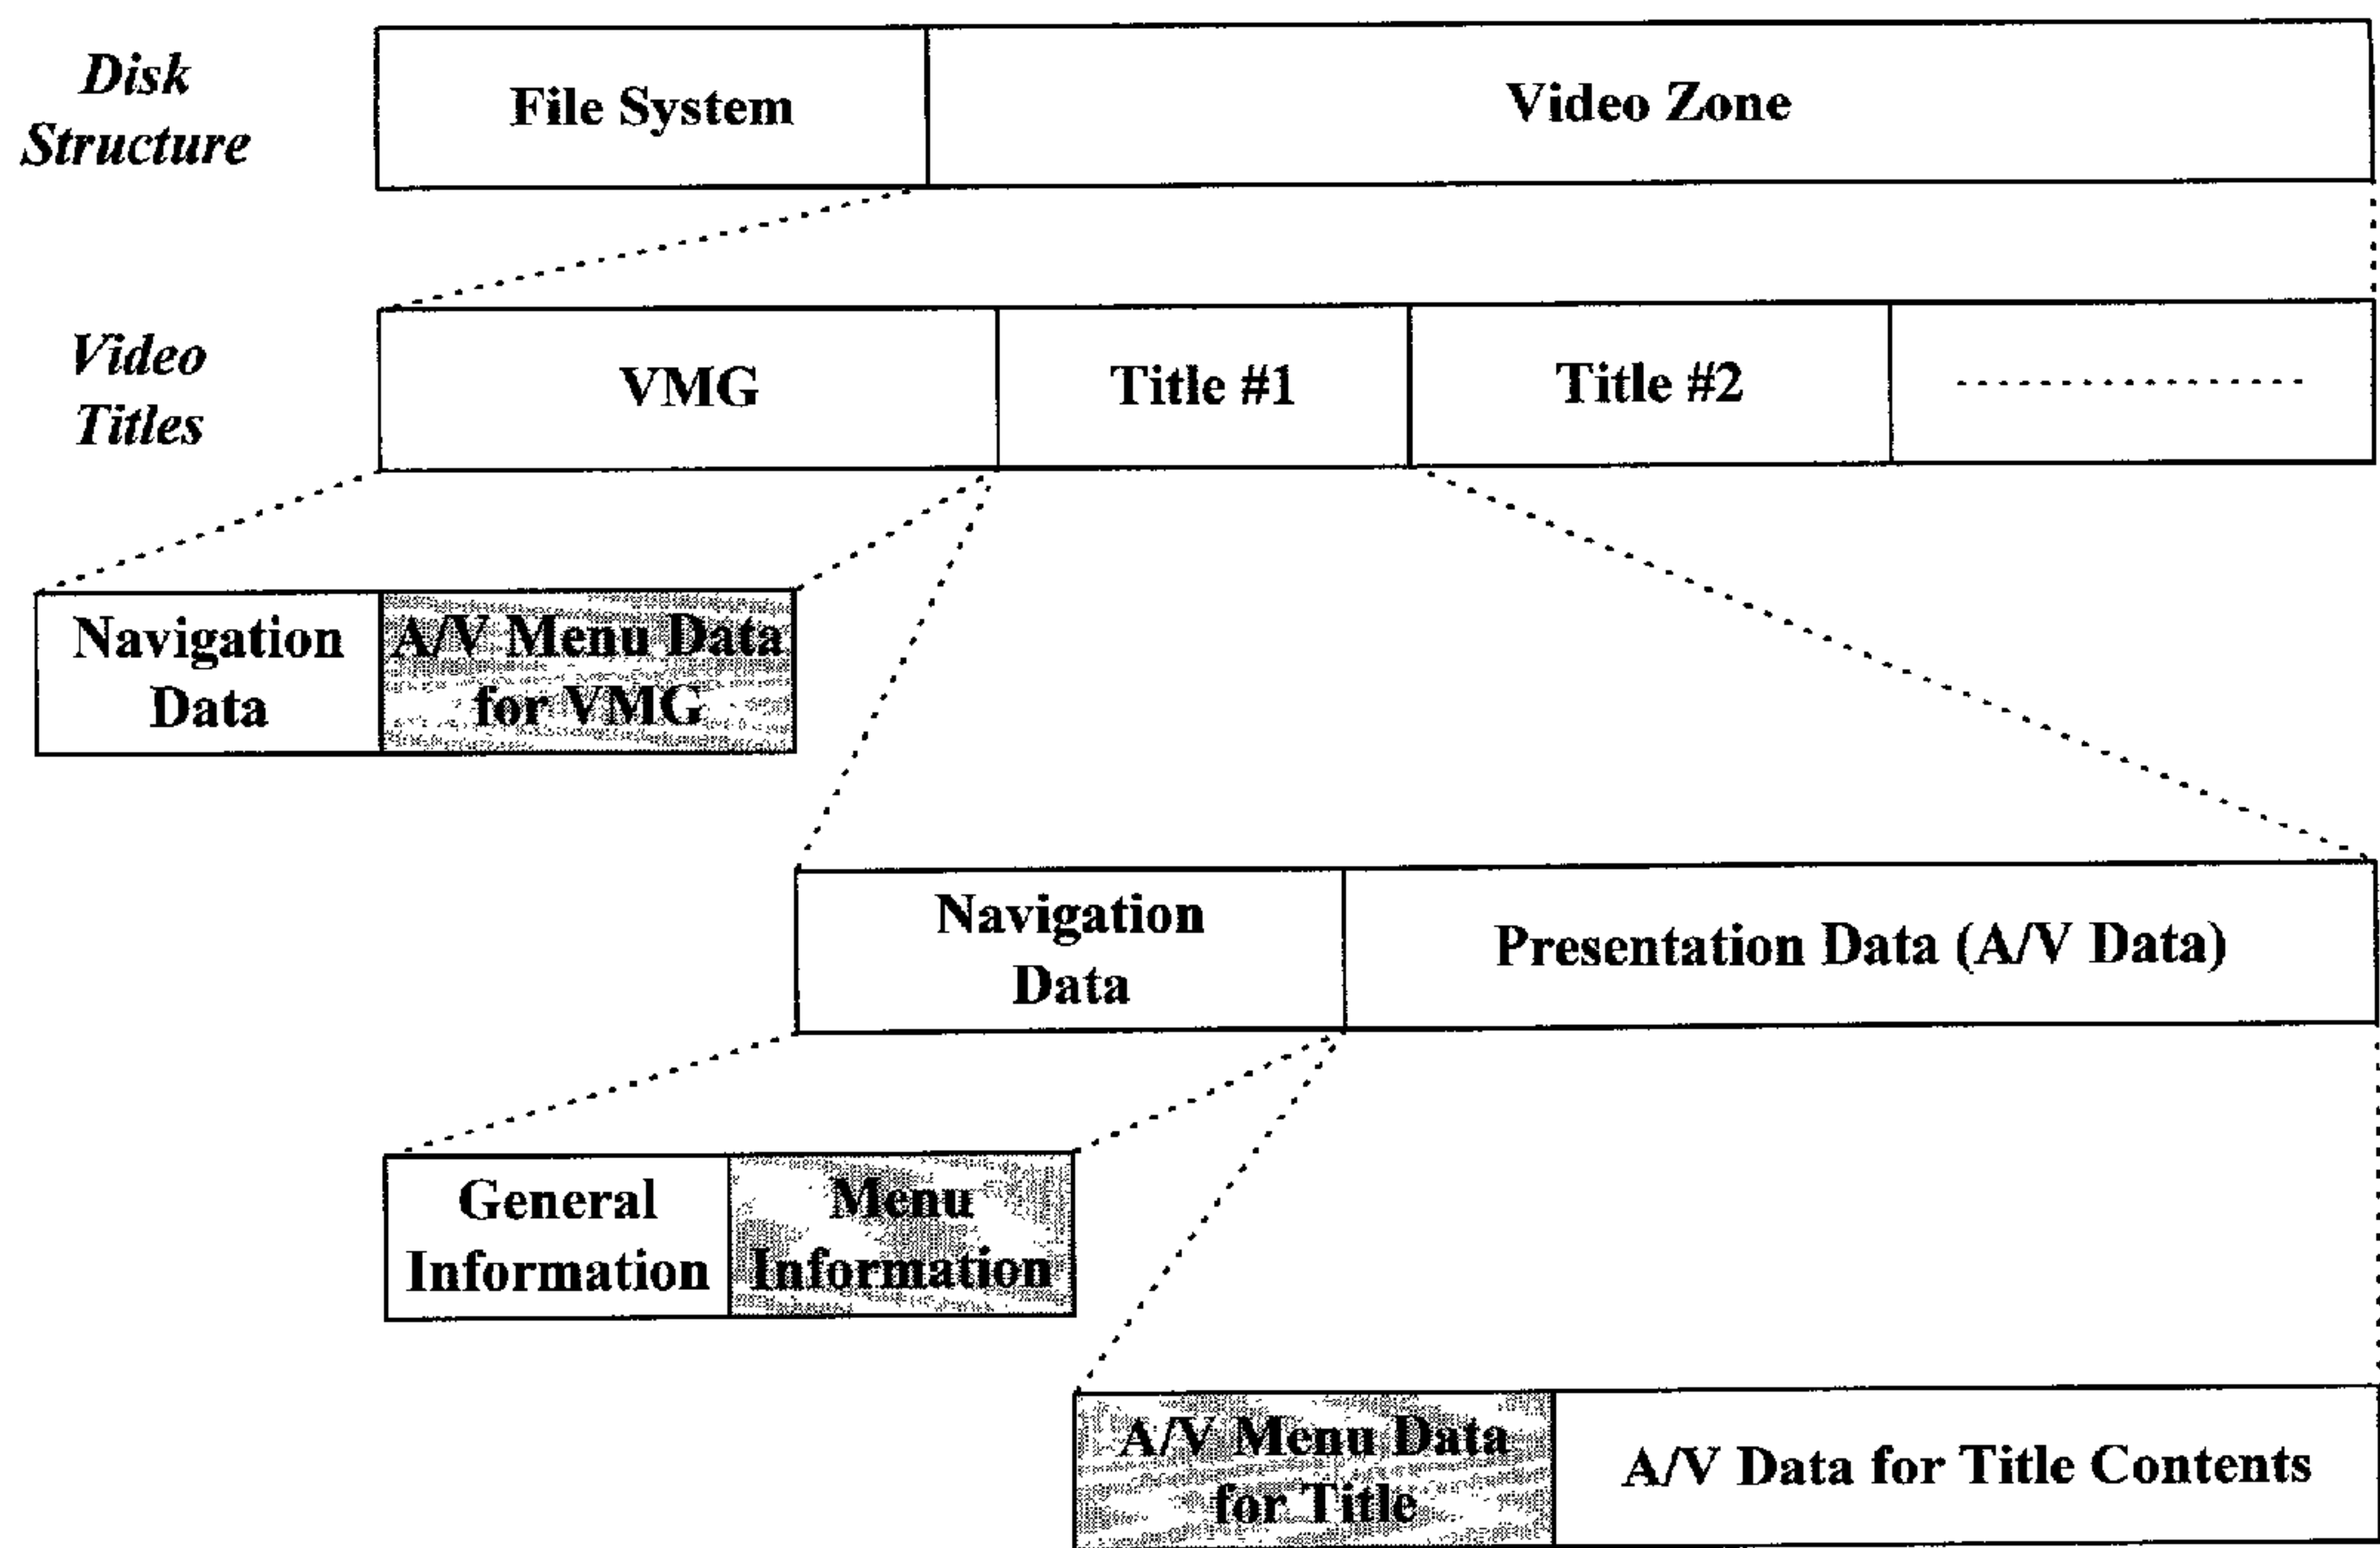 Disk
Structure
File System
Video Zone
Video
Titles
VMG
Title #1
Title #2
Navigation
Data
A/V Menu Data
for VMG
Navigation
Data
Presentation Data (A/V Data)
General
Information
Menu
Information
A/V Menu Data
for Title
A/V Data for Title Contents